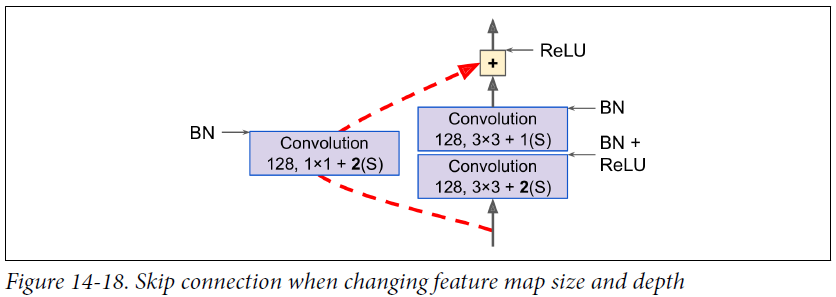 ReLU
+
BN
Convolution
128, 3×3 + 1(S)
BN
Convolution
128, 1×1 + 2(S)
BN +
ReLU
Convolution
128, 3×3 + 2(S)
Figure 14-18. Skip connection when changing feature map size and depth